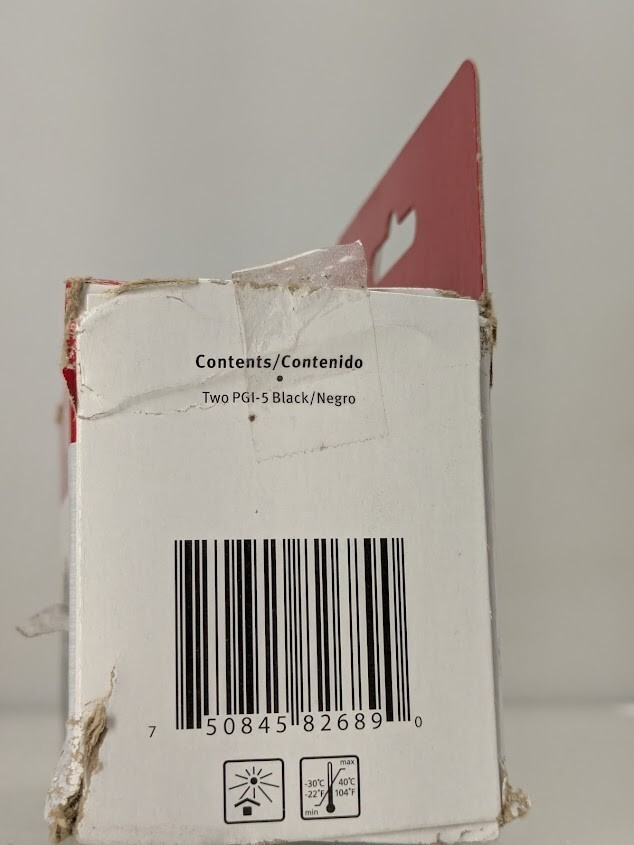 Contents/Contenido
Two PGI-5 Black/Negro
7 50845 82689 0
max
-30°C 40°C
-22°F 104°F
min